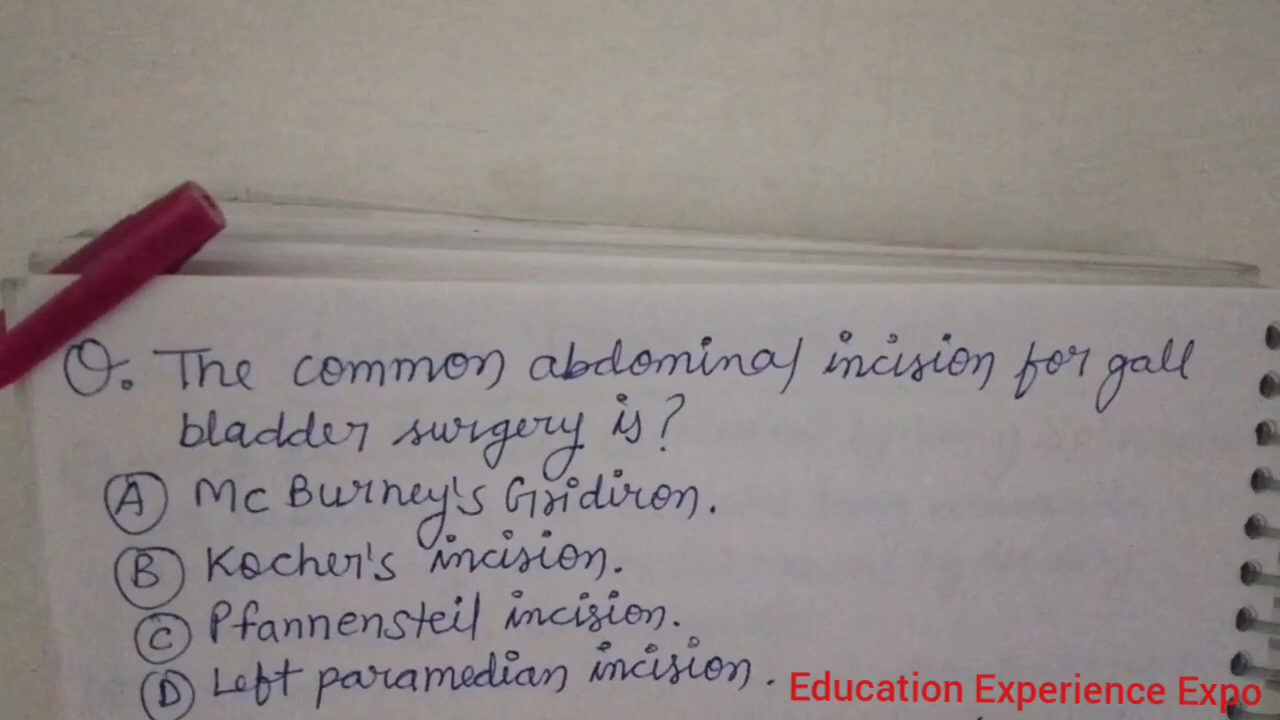 Q. The common abdominal incision for gall
bladder surgery is?
A Mc Burney's Gridiron.
B Kocher's incision.
C Pfannensteil incision.
D Left paramedian incision.
Education Experience Expo